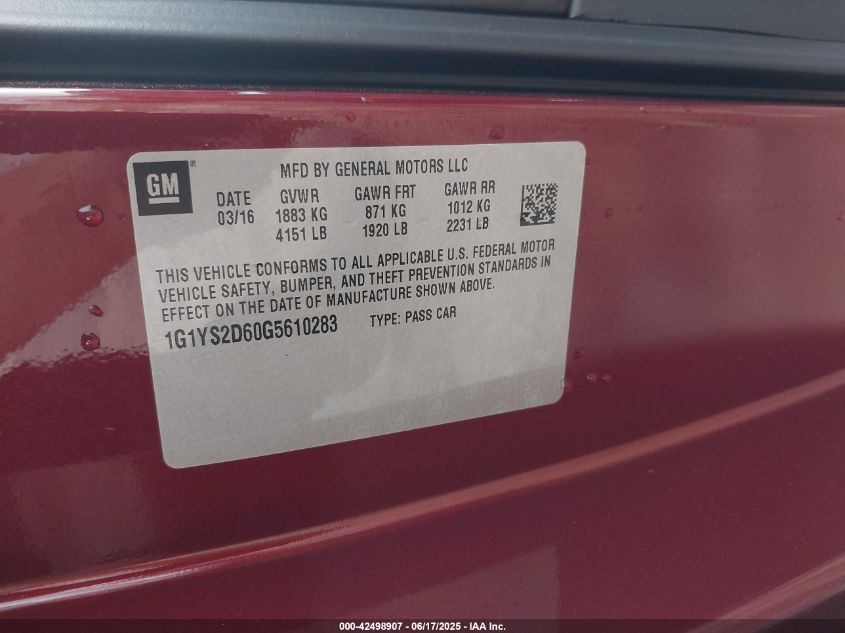 MFD BY GENERAL MOTORS LLC
GM®
DATE GVWR GAWR FRT GAWR RR
03/16 1883 KG 871 KG 1012 KG
4151 LB 1920 LB 2231 LB
THIS VEHICLE CONFORMS TO ALL APPLICABLE U.S. FEDERAL MOTOR
VEHICLE SAFETY, BUMPER, AND THEFT PREVENTION STANDARDS IN
EFFECT ON THE DATE OF MANUFACTURE SHOWN ABOVE.
1G1YS2D60G5610283 TYPE: PASS CAR
000-42498907 - 06/17/2025 - IAA Inc.